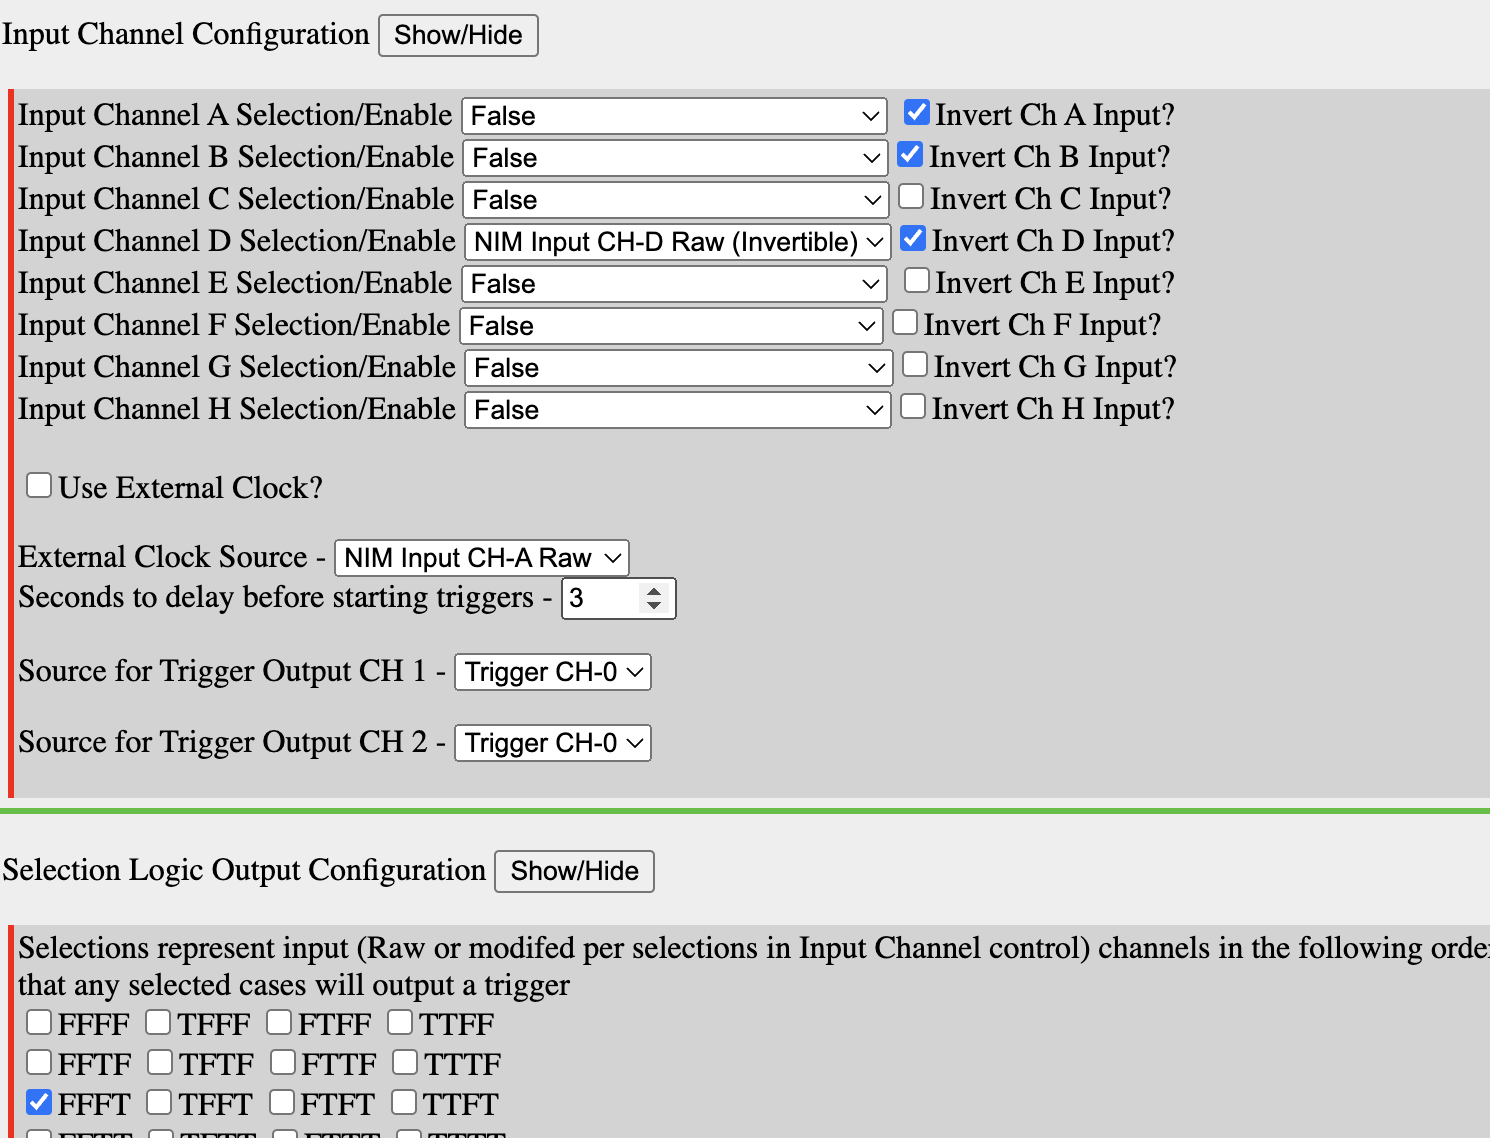 Input Channel Configuration Show/Hide
Input Channel A Selection/Enable False Invert Ch A Input?
Input Channel B Selection/Enable False Invert Ch B Input?
Input Channel C Selection/Enable False Invert Ch C Input?
Input Channel D Selection/Enable NIM Input CH-D Raw (Invertible) Invert Ch D Input?
Input Channel E Selection/Enable False Invert Ch E Input?
Input Channel F Selection/Enable False Invert Ch F Input?
Input Channel G Selection/Enable False Invert Ch G Input?
Input Channel H Selection/Enable False Invert Ch H Input?
Use External Clock?
External Clock Source - NIM Input CH-A Raw
Seconds to delay before starting triggers - 3
Source for Trigger Output CH 1 - Trigger CH-0
Source for Trigger Output CH 2 - Trigger CH-0
Selection Logic Output Configuration Show/Hide
Selections represent input (Raw or modifed per selections in Input Channel control) channels in the following
that any selected cases will output a trigger
FFFF TFFF FTFF TTFF
FFTF TFTF FTTF TTTF
FFFT TFFT FTFT TTFT